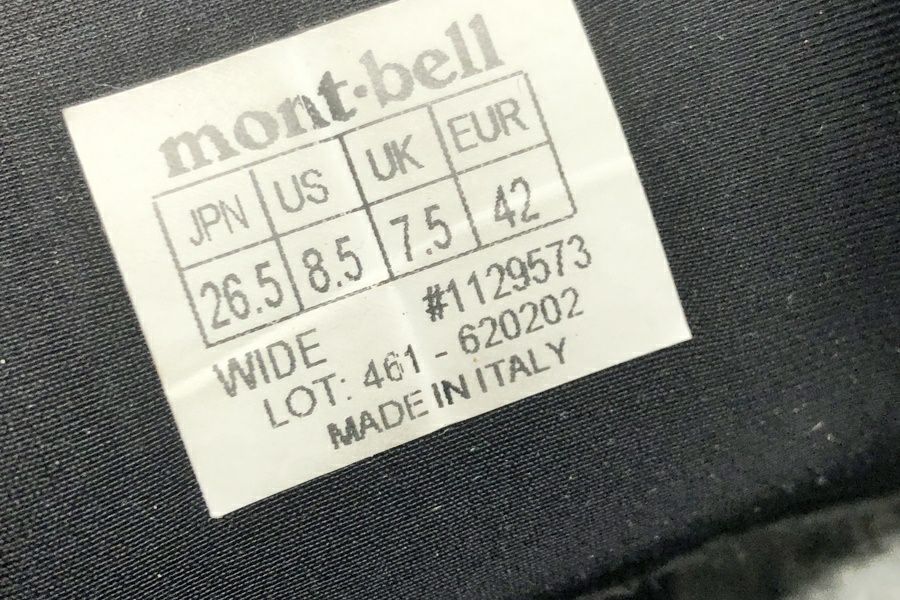 mont·bell
JPN US UK EUR
26.5 8.5 7.5 42
WIDE #1129573
LOT: 461 - 620202
MADE IN ITALY